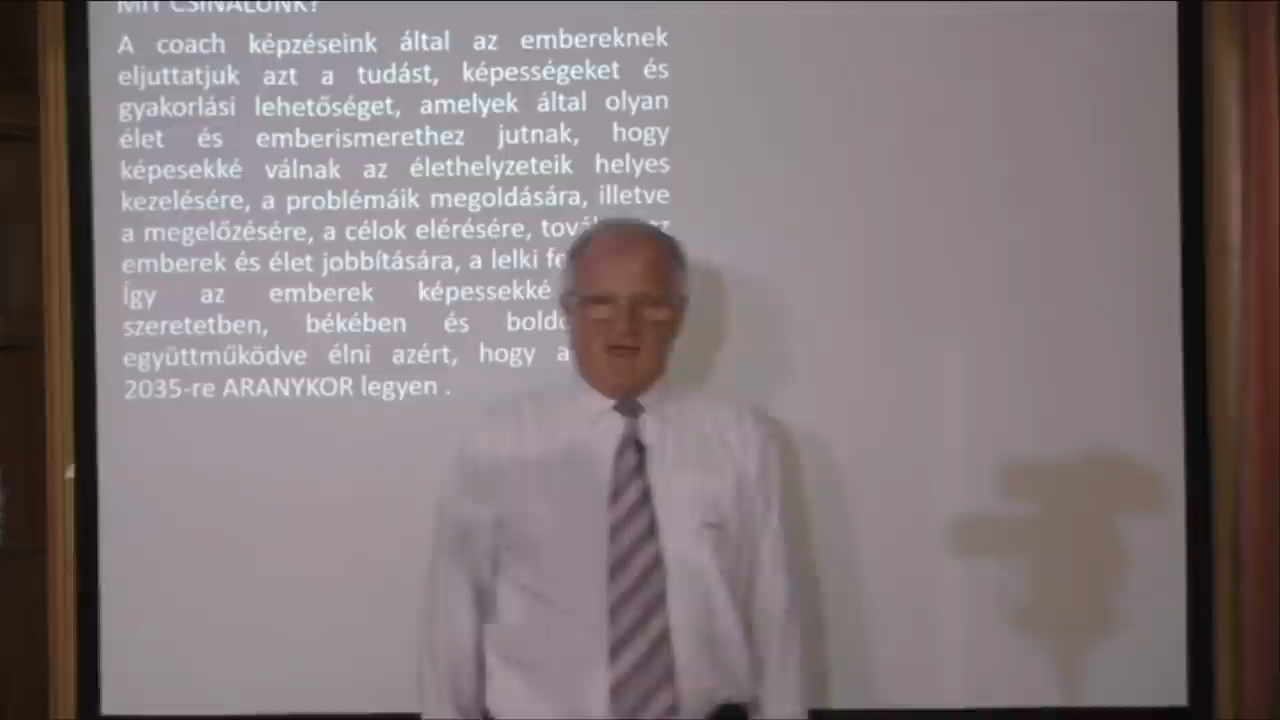 MIT CSINÁLUNK?
A coach képzéseink által az embereknek
eljuttatjuk azt a tudást, képességeket és
gyakorlási lehetőséget, amelyek által olyan
élet és emberismerethez jutnak, hogy
képesekké válnak az élethelyzeteik helyes
kezelésére, a problémáik megoldására, illetve
a megelőzésére, a célok elérésére,
emberek és élet jobbítására, a lelki
Így az emberek képessekké
szeretetben, békében és
együttműködve élni azért, hogy a
2035-re ARANYKOR legyen .